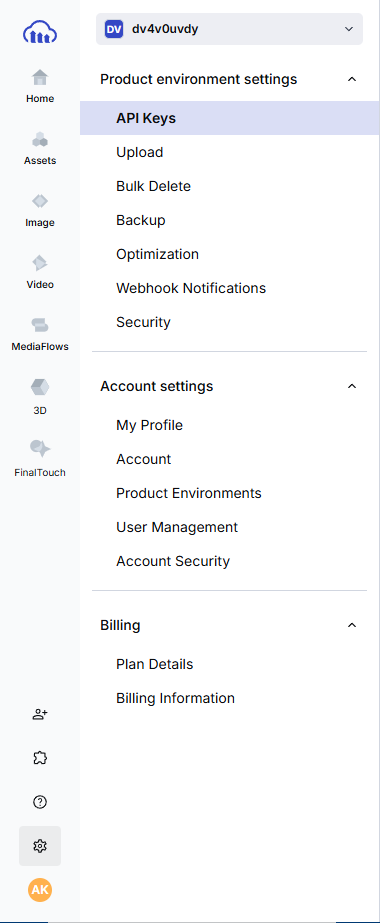 DV dv4v0uvdy
Home
Assets
Image
Video
MediaFlows
3D
FinalTouch
AK
Product environment settings
API Keys
Upload
Bulk Delete
Backup
Optimization
Webhook Notifications
Security
Account settings
My Profile
Account
Product Environments
User Management
Account Security
Billing
Plan Details
Billing Information